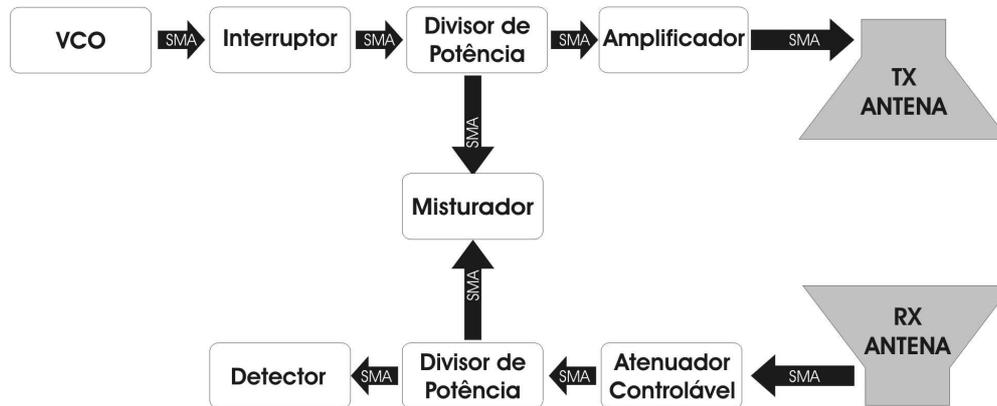 VCO
SMA
Interruptor
SMA
Divisor de
Potência
SMA
Amplificador
SMA
TX
ANTENA
SMA
Misturador
SMA
RX
ANTENA
SMA
Atenuador
Controlável
SMA
Divisor de
Potência
SMA
Detector